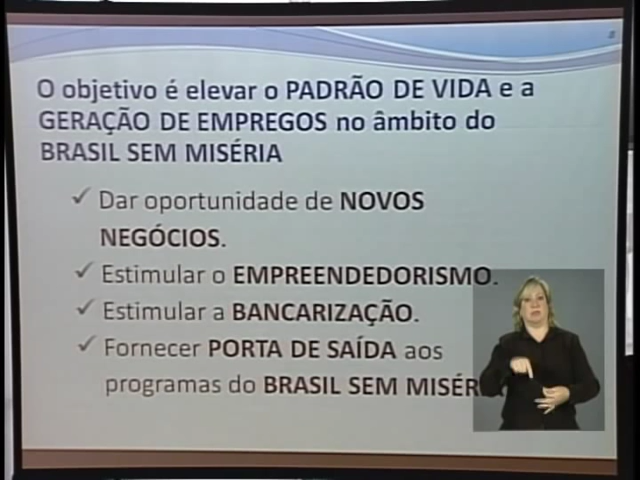 O objetivo é elevar o PADRÃO DE VIDA e a
GERAÇÃO DE EMPREGOS no âmbito do
BRASIL SEM MISÉRIA
✓ Dar oportunidade de NOVOS
NEGÓCIOS.
✓ Estimular o EMPREENDEDORISMO.
✓ Estimular a BANCARIZAÇÃO.
✓ Fornecer PORTA DE SAÍDA aos
programas do BRASIL SEM MISÉR